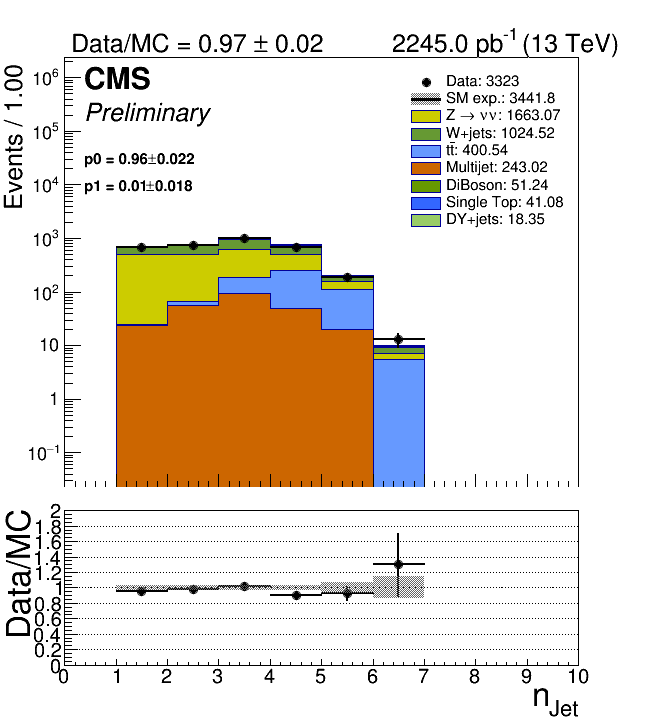 Data/MC = 0.97 ± 0.02
2245.0 pb⁻¹ (13 TeV)
Events / 1.00
CMS
Preliminary
p0 = 0.96±0.022
p1 = 0.01±0.018
Data: 3323
SM exp.: 3441.8
Z → νν: 1663.07
W+jets: 1024.52
tt̄: 400.54
Multijet: 243.02
DiBoson: 51.24
Single Top: 41.08
DY+jets: 18.35
10⁶
10⁵
10⁴
10³
10²
10
1
10⁻¹
Data/MC
2
1.8
1.6
1.4
1.2
1
0.8
0.6
0.4
0.2
0
0 1 2 3 4 5 6 7 8 9 10
n_Jet